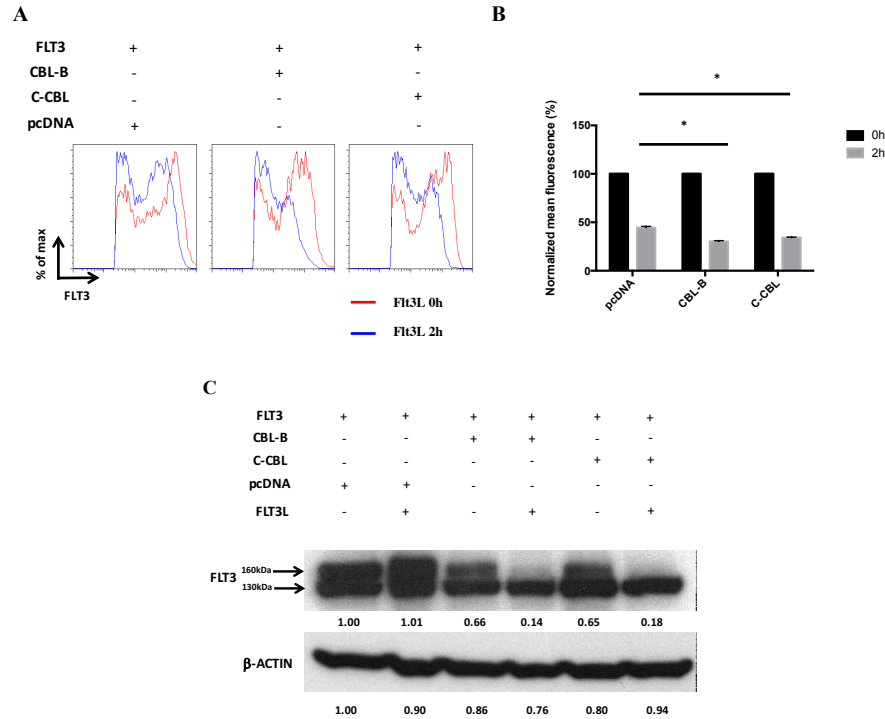 A
FLT3 + + +
CBL-B - + -
C-CBL - - +
pcDNA + - -
% of max
FLT3
Flt3L 0h
Flt3L 2h
B
*
*
Normalized mean fluorescence (%)
150
100
50
0
pcDNA
CBL-B
C-CBL
0h
2h
C
FLT3 + + + + + +
CBL-B - - + + - -
C-CBL - - - - + +
pcDNA + + - - - -
FLT3L - + - + - +
FLT3
160kDa
130kDa
1.00 1.01 0.66 0.14 0.65 0.18
β-ACTIN
1.00 0.90 0.86 0.76 0.80 0.94